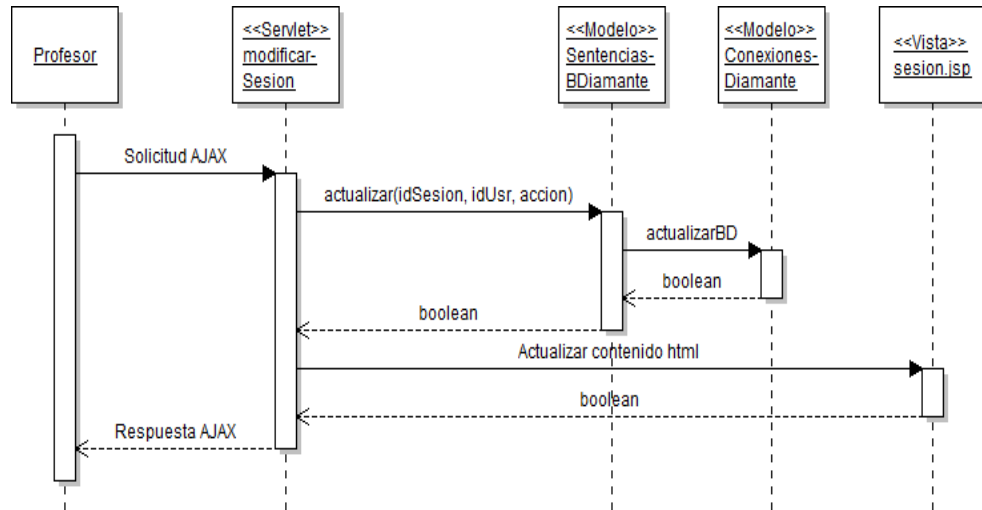 Profesor
<<Servlet>>
modificar-
Sesion
<<Modelo>>
Sentencias-
BDiamante
<<Modelo>>
Conexiones-
Diamante
<<Vista>>
sesion.jsp
Solicitud AJAX
actualizar(idSesion, idUsr, accion)
actualizarBD
boolean
boolean
Actualizar contenido html
boolean
Respuesta AJAX